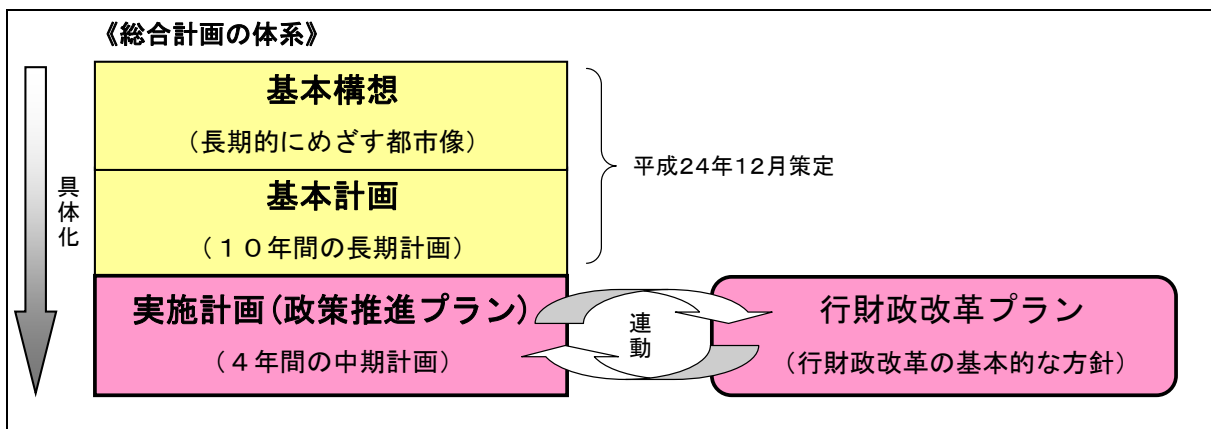 《総合計画の体系》
基本構想
（長期的にめざす都市像）
基本計画
（１０年間の長期計画）
平成２４年１２月策定
具体化
実施計画（政策推進プラン）
（４年間の中期計画）
連動
行財政改革プラン
（行財政改革の基本的な方針）